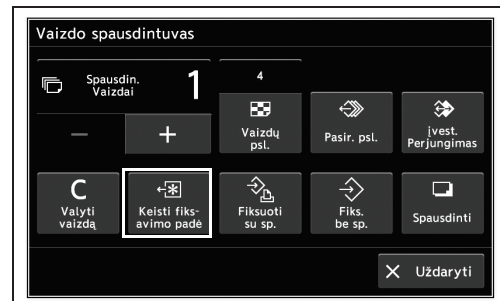 Vaizdo spausdintuvas
Spausdin.
Vaizdai
1
4
Vaizdų
psl.
Pasir. psl.
įvest.
Perjungimas
C
Valyti
vaizdą
Keisti fiks-
avimo padė
Fiksuoti
su sp.
Fiks.
be sp.
Spausdinti
Uždaryti